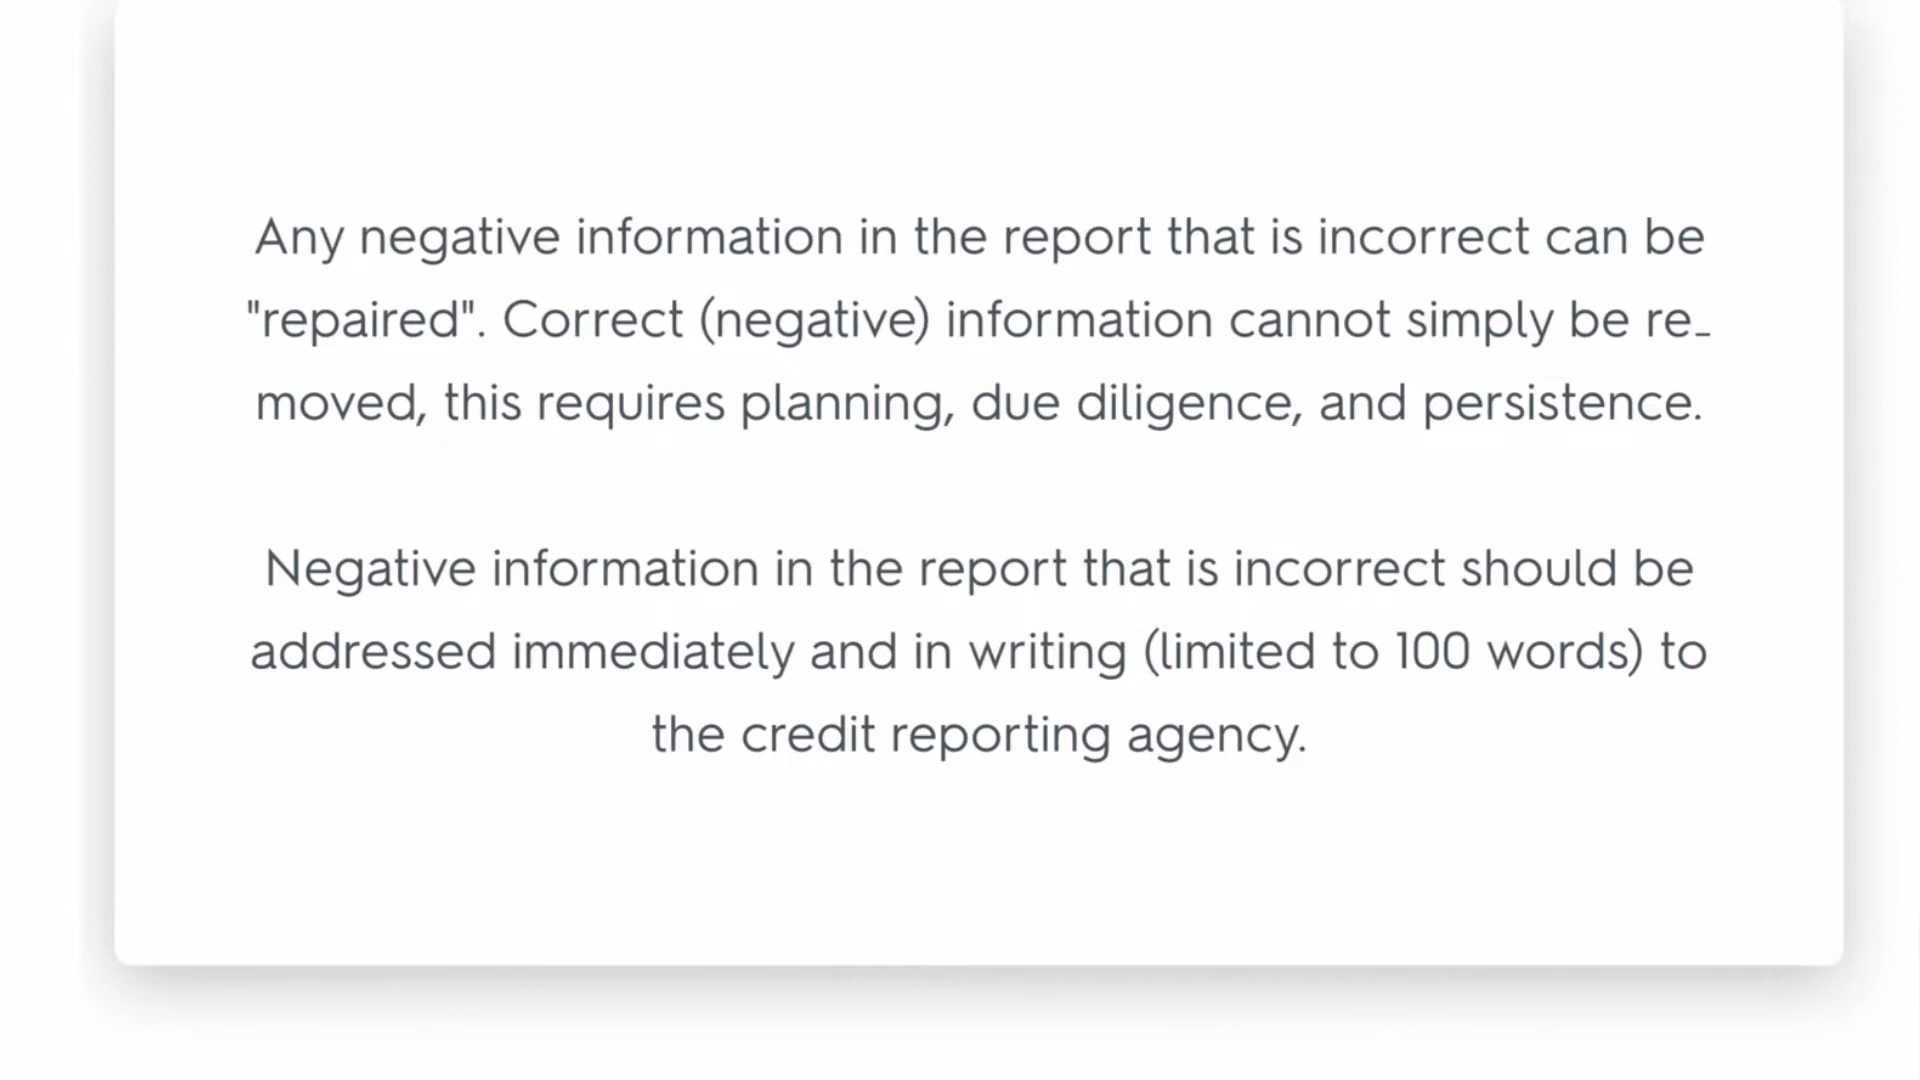 Any negative information in the report that is incorrect can be
"repaired". Correct (negative) information cannot simply be re_
moved, this requires planning, due diligence, and persistence.
Negative information in the report that is incorrect should be
addressed immediately and in writing (limited to 100 words) to
the credit reporting agency.